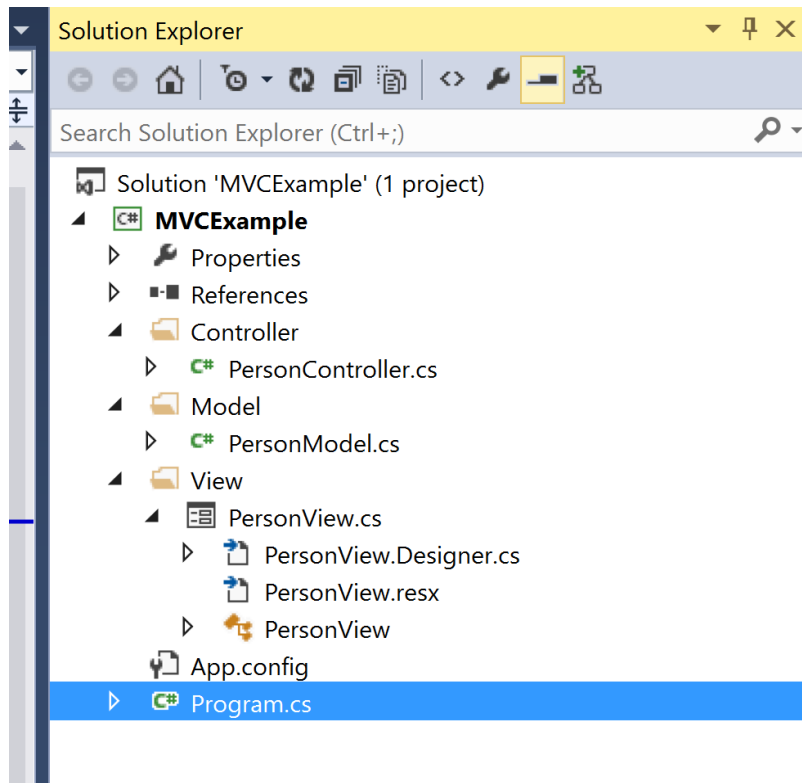 Solution Explorer
Search Solution Explorer (Ctrl+;)
Solution 'MVCExample' (1 project)
C# MVCExample
Properties
References
Controller
C# PersonController.cs
Model
C# PersonModel.cs
View
PersonView.cs
PersonView.Designer.cs
PersonView.resx
PersonView
App.config
C# Program.cs